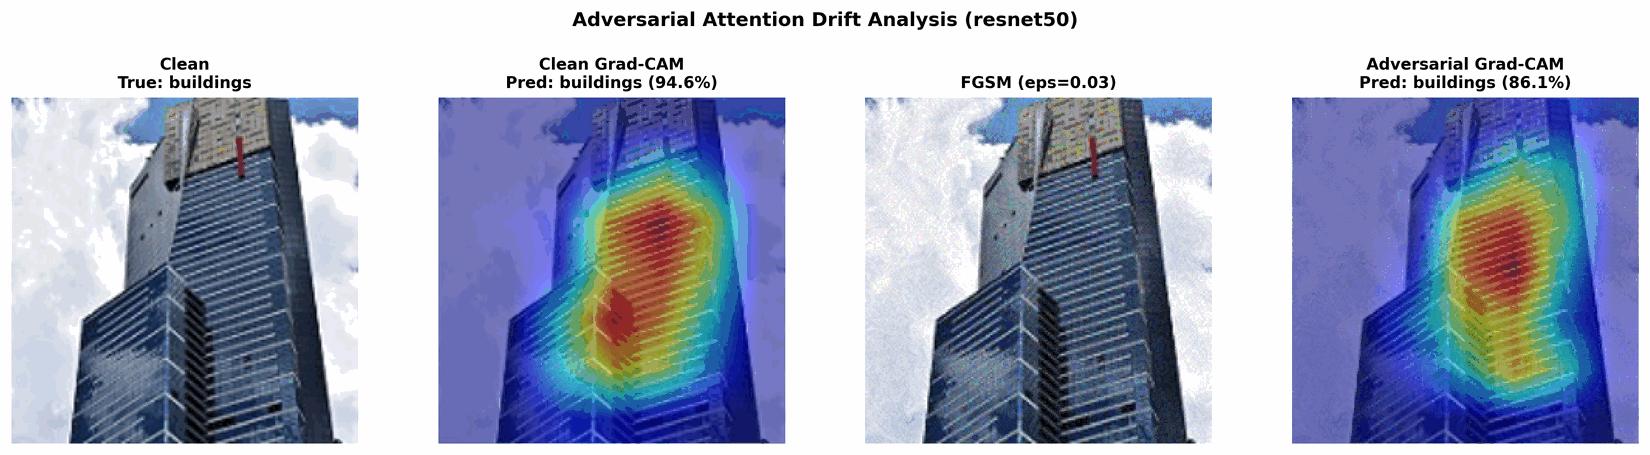 Adversarial Attention Drift Analysis (resnet50)
Clean
True: buildings
Clean Grad-CAM
Pred: buildings (94.6%)
FGSM (eps=0.03)
Adversarial Grad-CAM
Pred: buildings (86.1%)